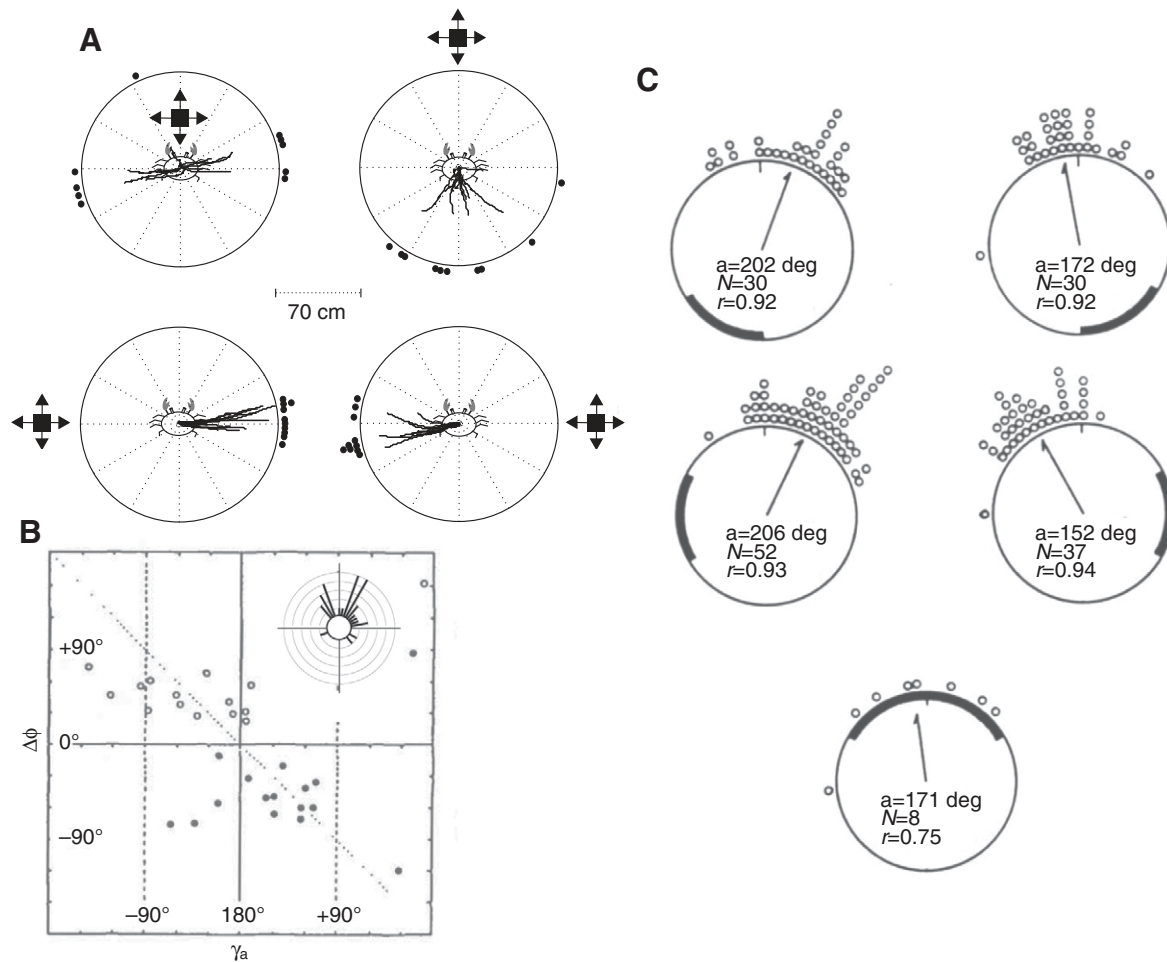 A
70 cm
B
+90°
0°
–90°
Δϕ
–90°
180°
+90°
γa
C
a=202 deg
N=30
r=0.92
a=172 deg
N=30
r=0.92
a=206 deg
N=52
r=0.93
a=152 deg
N=37
r=0.94
a=171 deg
N=8
r=0.75